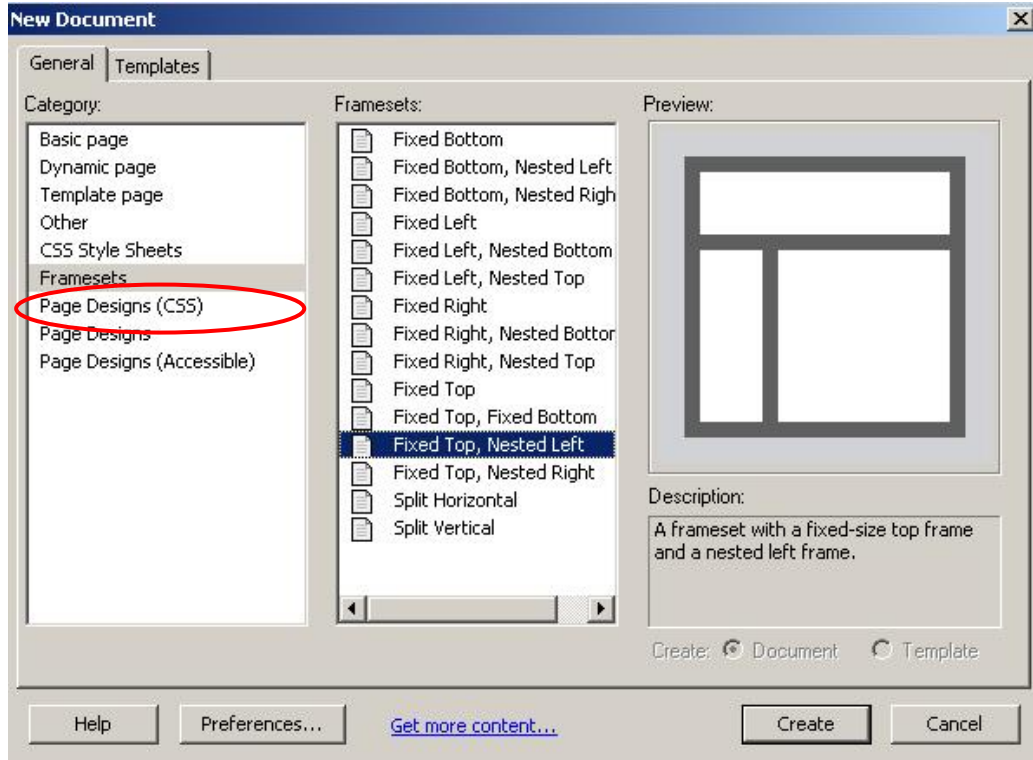 New Document
General
Templates
Category:
Basic page
Dynamic page
Template page
Other
CSS Style Sheets
Framesets
Page Designs (CSS)
Page Designs
Page Designs (Accessible)
Framesets:
Fixed Bottom
Fixed Bottom, Nested Left
Fixed Bottom, Nested Righ
Fixed Left
Fixed Left, Nested Bottom
Fixed Left, Nested Top
Fixed Right
Fixed Right, Nested Bottor
Fixed Right, Nested Top
Fixed Top
Fixed Top, Fixed Bottom
Fixed Top, Nested Left
Fixed Top, Nested Right
Split Horizontal
Split Vertical
Preview:
Description:
A frameset with a fixed-size top frame
and a nested left frame.
Create: Document Template
Help
Preferences...
Get more content...
Create
Cancel